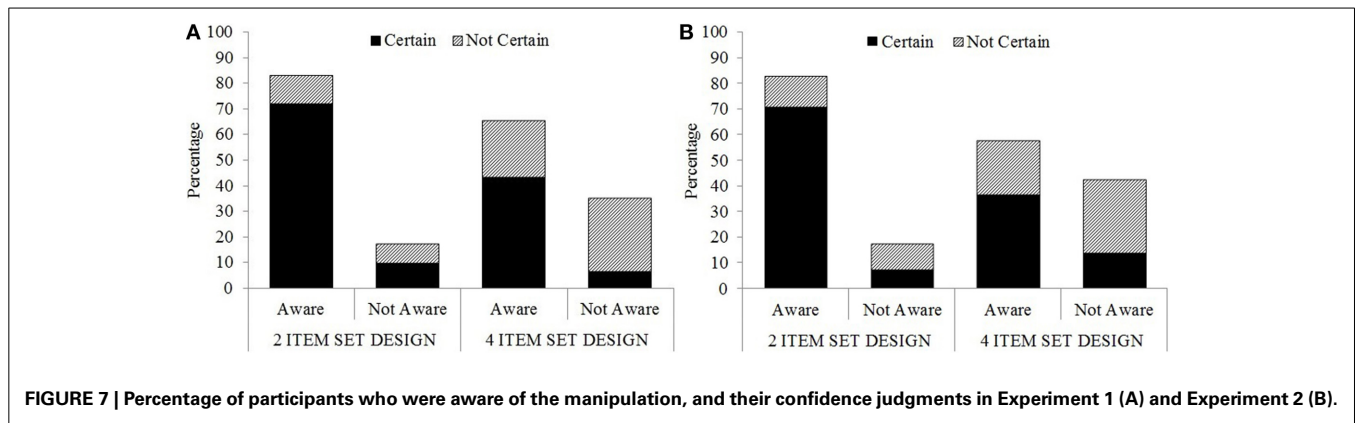 A
Certain Not Certain
Percentage
100
90
80
70
60
50
40
30
20
10
0
Aware Not Aware Aware Not Aware
2 ITEM SET DESIGN 4 ITEM SET DESIGN
B
Certain Not Certain
Percentage
100
90
80
70
60
50
40
30
20
10
0
Aware Not Aware Aware Not Aware
2 ITEM SET DESIGN 4 ITEM SET DESIGN
FIGURE 7 | Percentage of participants who were aware of the manipulation, and their confidence judgments in Experiment 1 (A) and Experiment 2 (B).